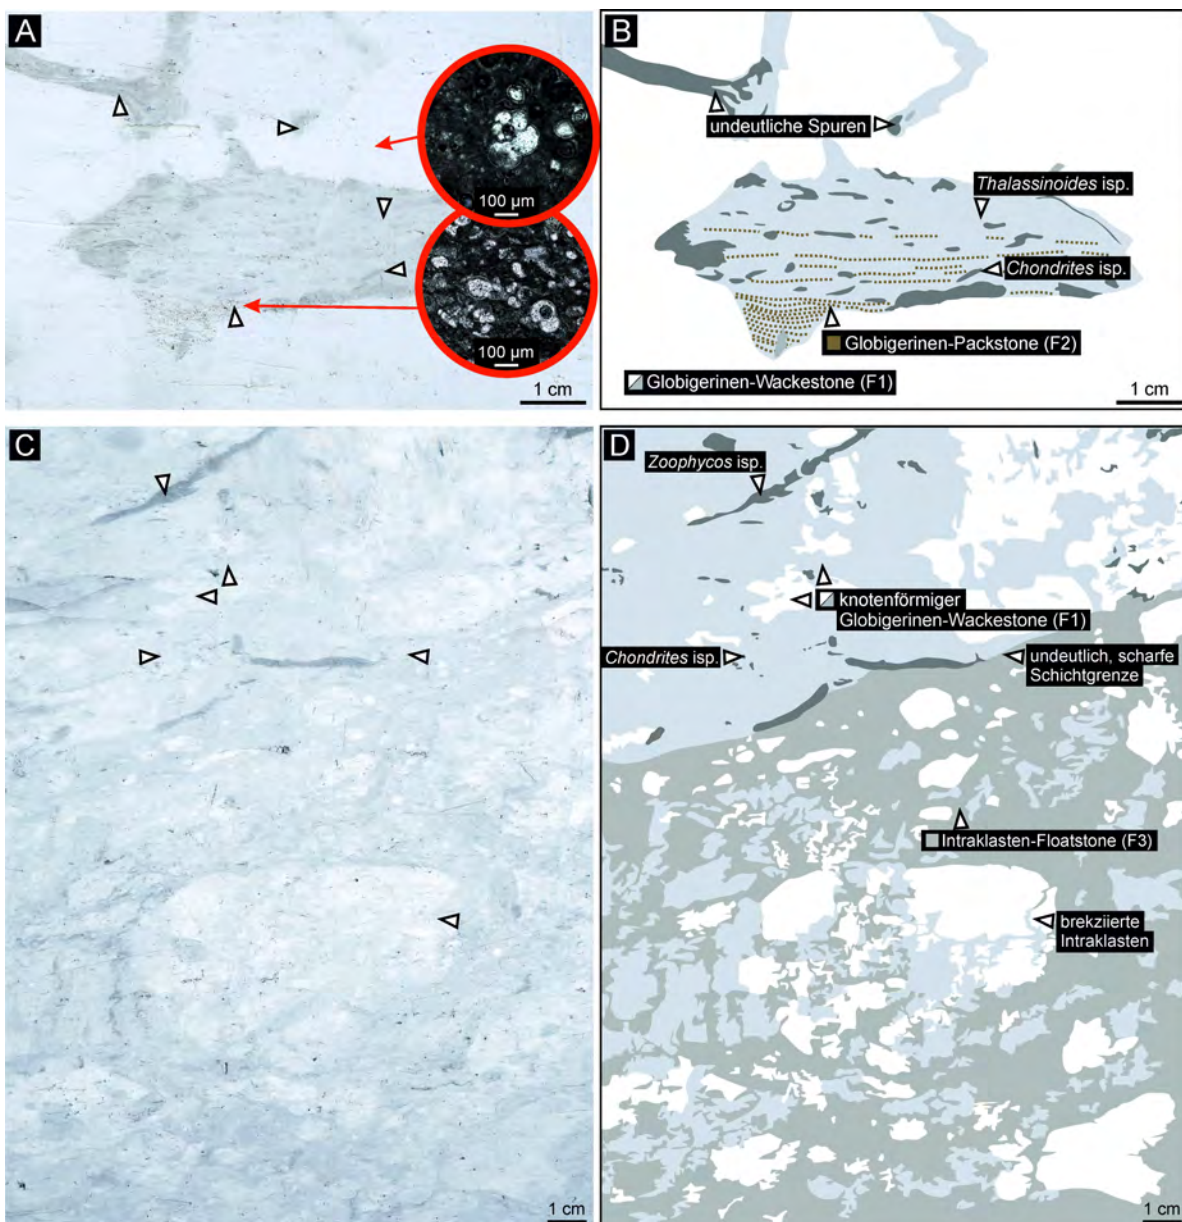 A
100 µm
100 µm
1 cm
B
undeutliche Spuren
Thalassinoides isp.
Chondrites isp.
Globigerinen-Packstone (F2)
Globigerinen-Wackestone (F1)
1 cm
C
1 cm
D
Zoophycos isp.
knotenförmiger
Globigerinen-Wackestone (F1)
Chondrites isp.
undeutlich, scharfe
Schichtgrenze
Intraklasten-Floatstone (F3)
brekziierte
Intraklasten
1 cm